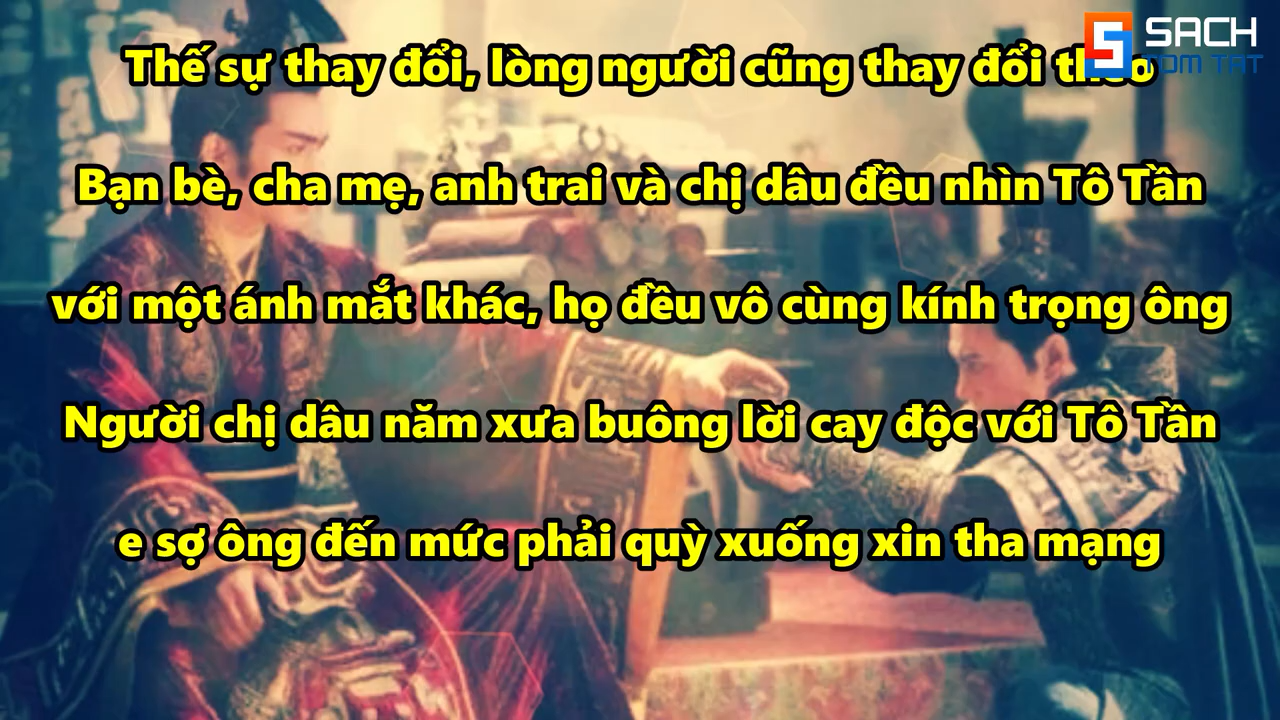 Thế sự thay đổi, lòng người cũng thay đổi theo
SACH
TOM TAT
Bạn bè, cha mẹ, anh trai và chị dâu đều nhìn Tô Tần
với một ánh mắt khác, họ đều vô cùng kính trọng ông
Người chị dâu năm xưa buông lời cay độc với Tô Tần
e sợ ông đến mức phải quỳ xuống xin tha mạng